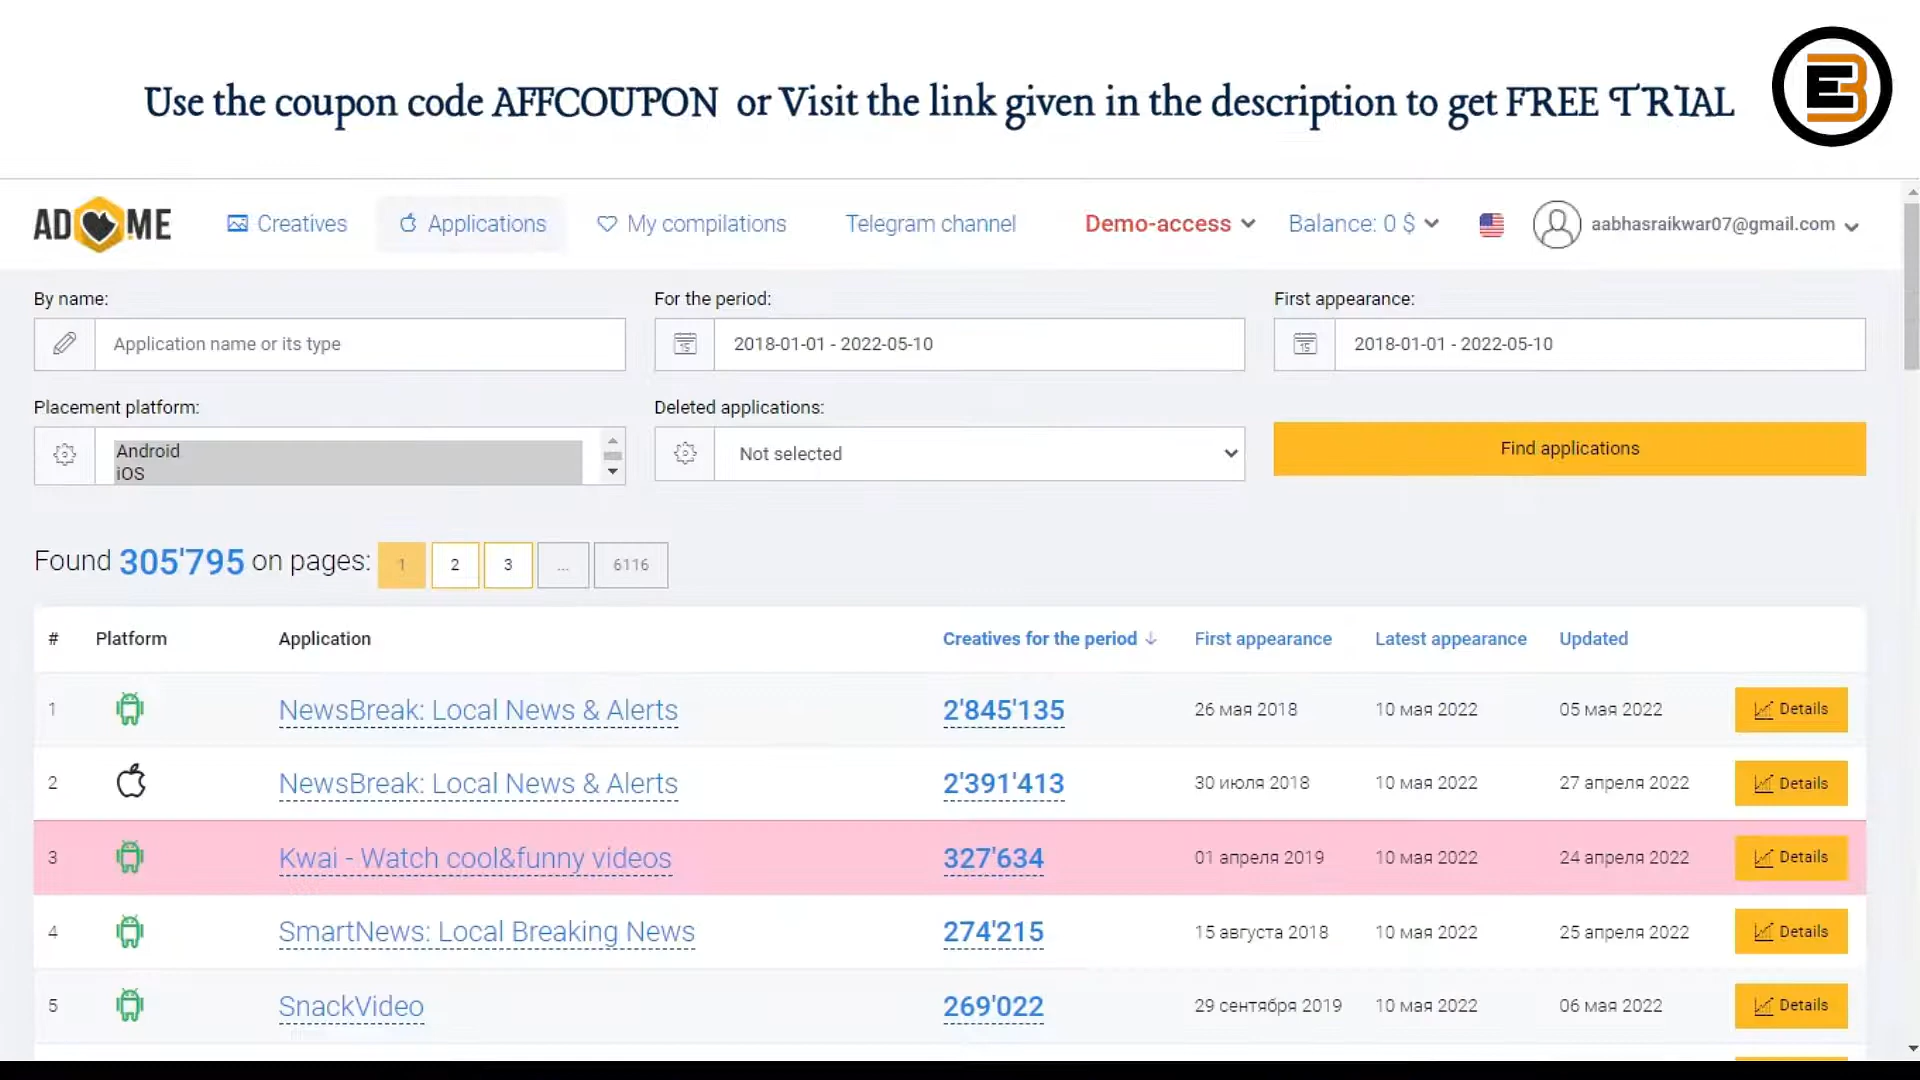 Use the coupon code AFFCOUPON or Visit the link given in the description to get FREE TRIAL
EB
AD ME
Creatives
Applications
My compilations
Telegram channel
Demo-access
Balance: 0 $
aabhasraikwar07@gmail.com
By name:
For the period:
First appearance:
Application name or its type
15
2018-01-01 - 2022-05-10
15
2018-01-01 - 2022-05-10
Placement platform:
Deleted applications:
Android
iOS
Not selected
Find applications
Found 305'795 on pages: 1 2 3 ... 6116
# Platform Application Creatives for the period ↓ First appearance Latest appearance Updated
1 NewsBreak: Local News & Alerts 2'845'135 26 мая 2018 10 мая 2022 05 мая 2022 Details
2 NewsBreak: Local News & Alerts 2'391'413 30 июля 2018 10 мая 2022 27 апреля 2022 Details
3 Kwai - Watch cool&funny videos 327'634 01 апреля 2019 10 мая 2022 24 апреля 2022 Details
4 SmartNews: Local Breaking News 274'215 15 августа 2018 10 мая 2022 25 апреля 2022 Details
5 SnackVideo 269'022 29 сентября 2019 10 мая 2022 06 мая 2022 Details